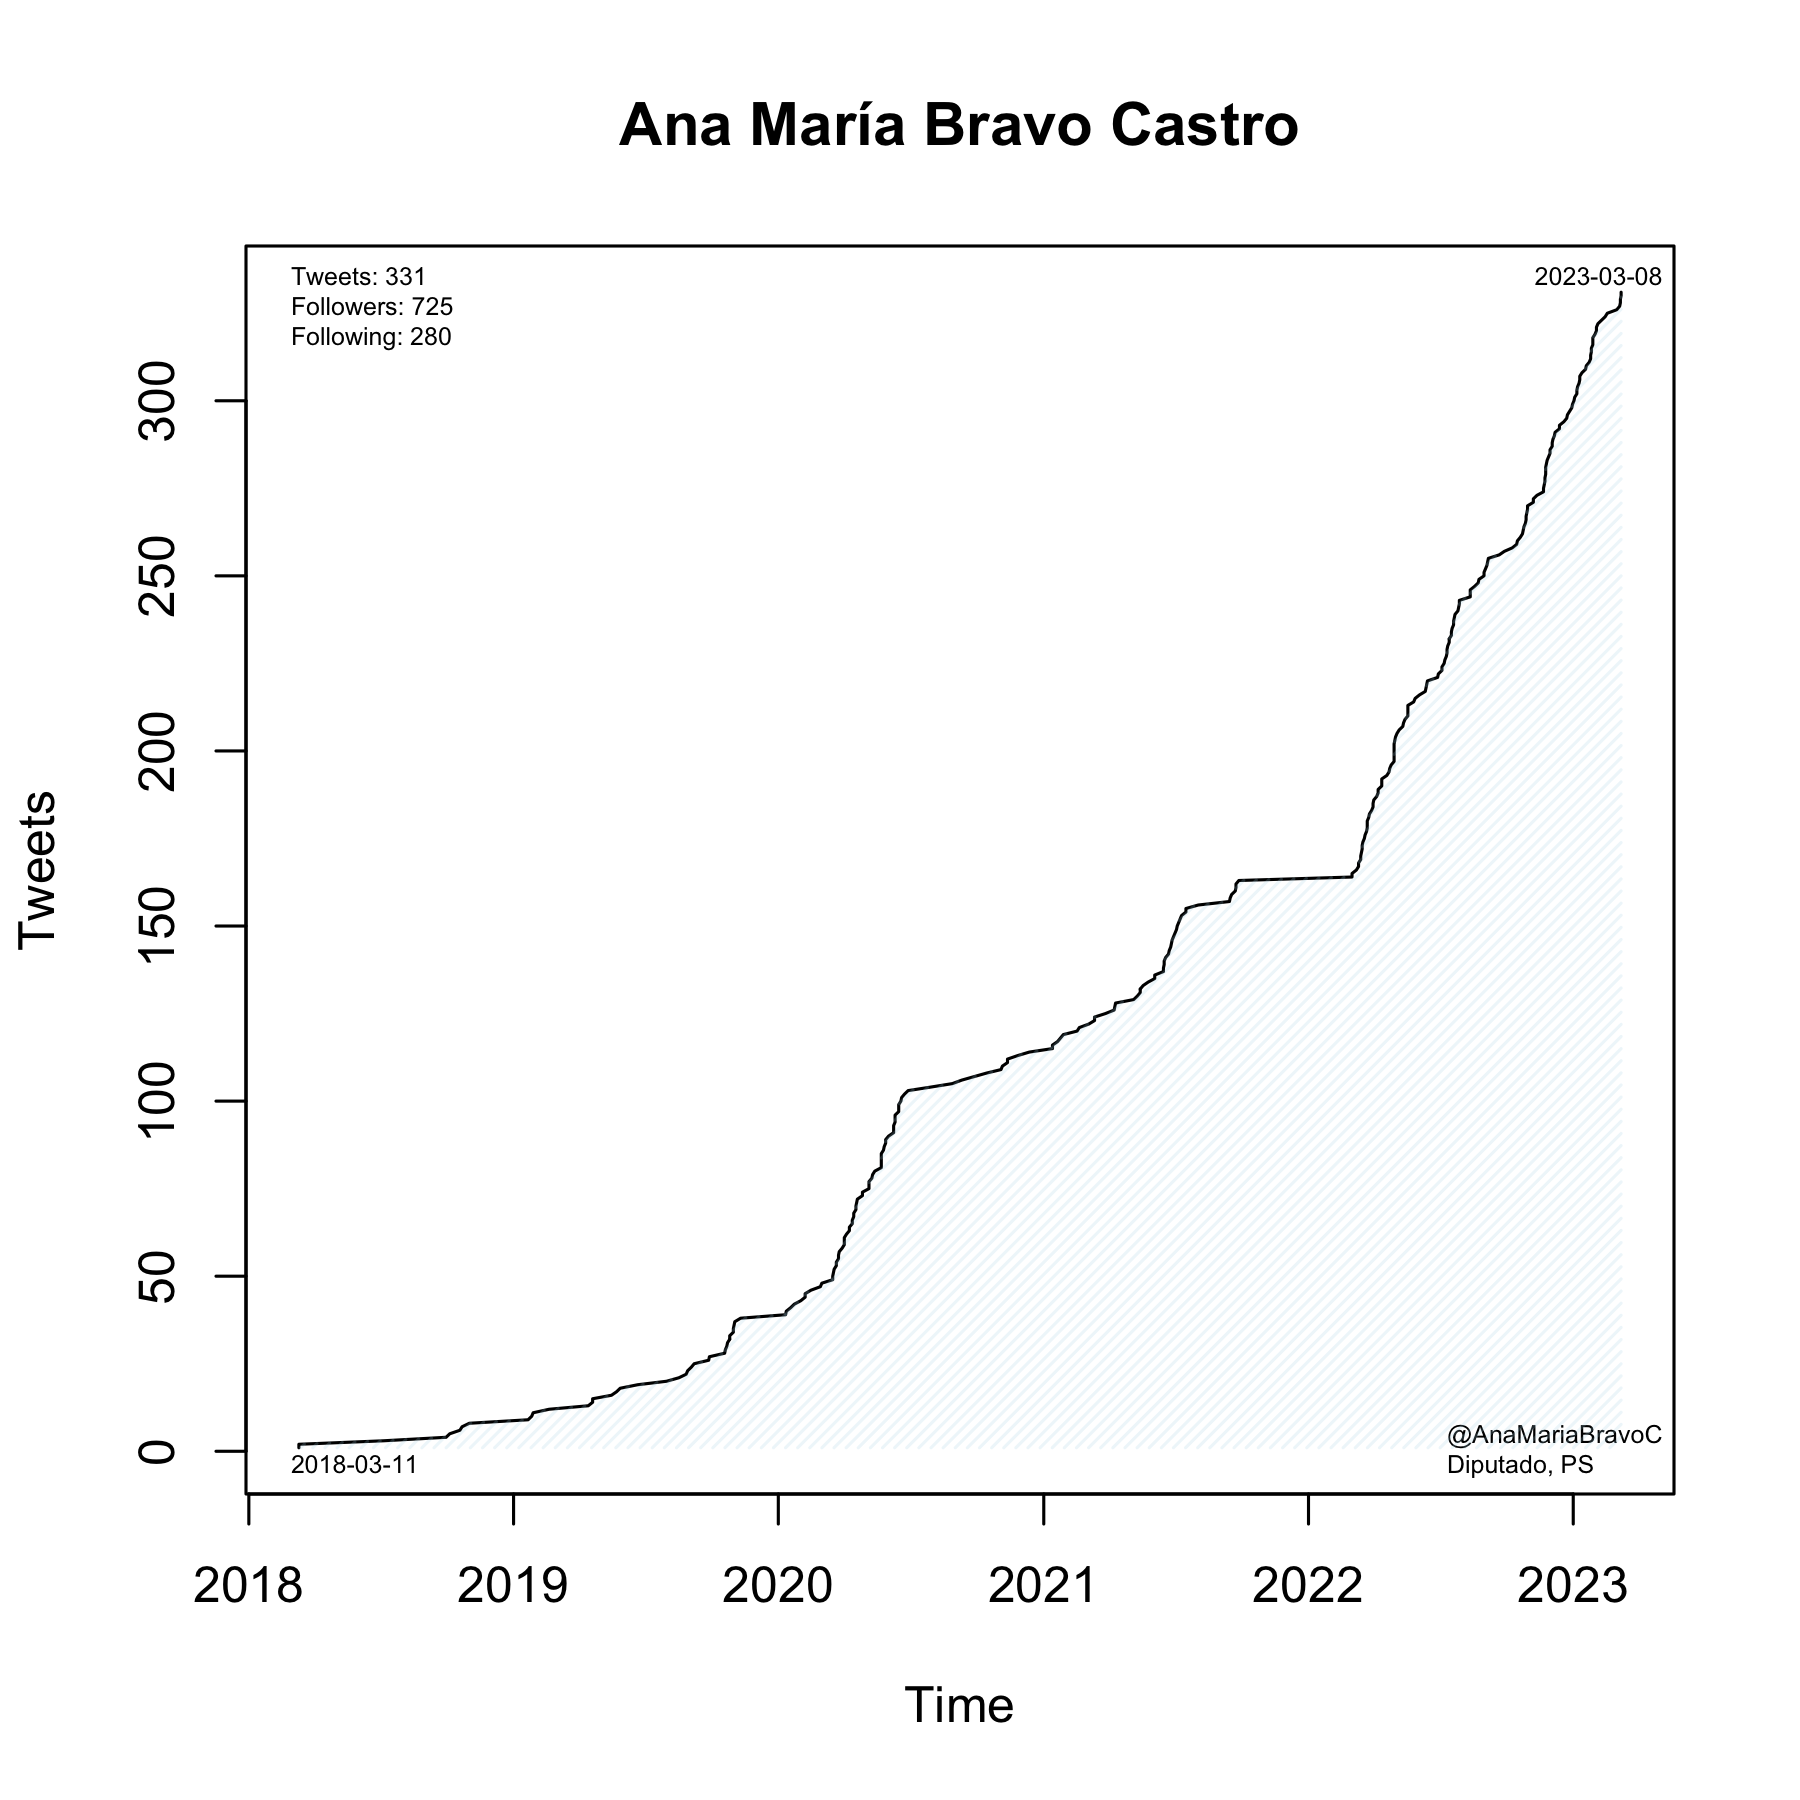 Ana María Bravo Castro
Tweets: 331
Followers: 725
Following: 280
2023-03-08
300
250
200
150
100
50
0
Tweets
2018-03-11
@AnaMariaBravoC
Diputado, PS
2018 2019 2020 2021 2022 2023
Time